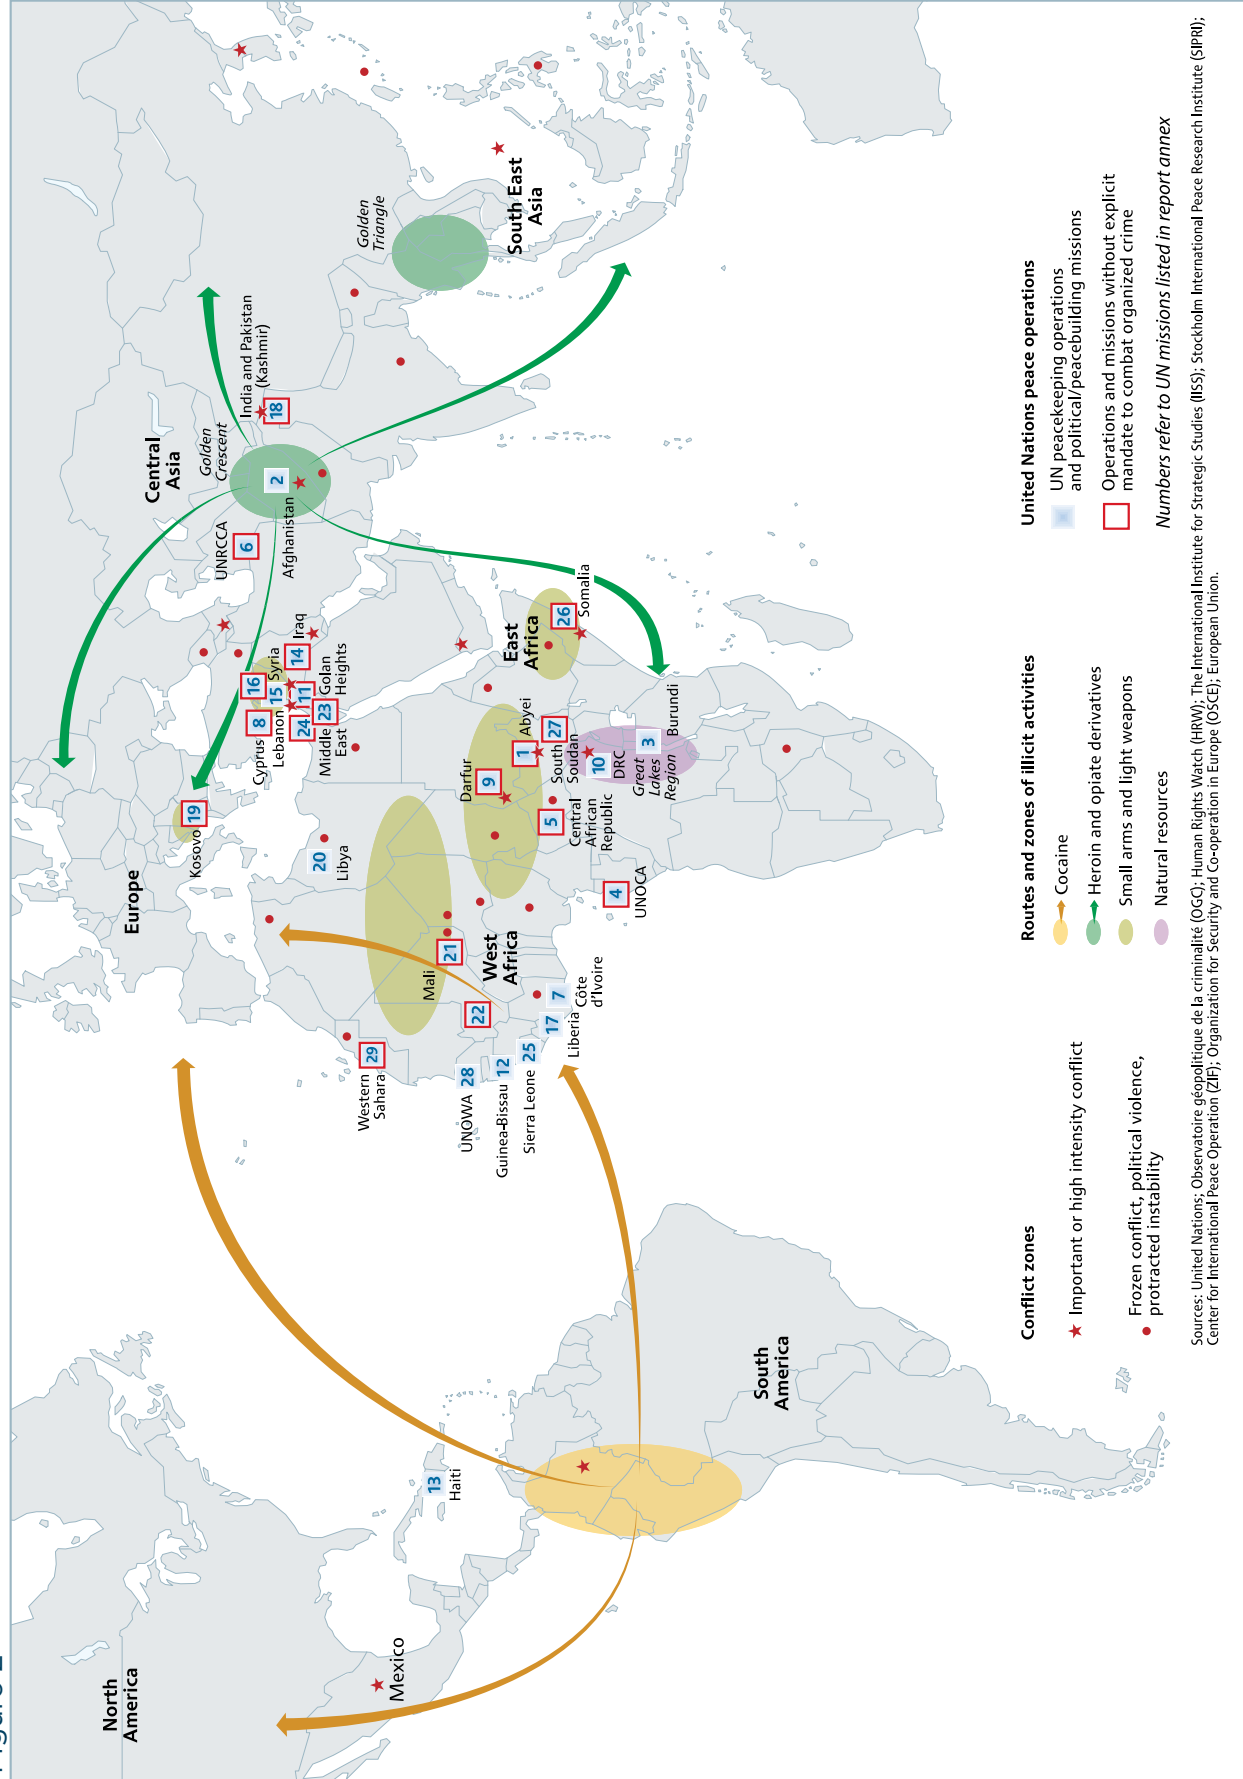 Figure 2
North
America
Mexico
13
Haiti
South
America
Europe
Kosovo
19
20
Libya
Western
Sahara
29
Mali
21
West
Africa
22
UNOWA
28
Guinea-Bissau
12
Sierra Leone
25
Liberia
17
7
Côte
d'Ivoire
UNOCA
4
Central
African
Republic
5
Darfur
9
Abyei
1
South
Soudan
27
DRC
10
Great
Lakes
Region
3
Burundi
East
Africa
26
Somalia
Cyprus
8
16
Lebanon
15
Syria
14
Iraq
11
Golan
Heights
24
23
Middle
East
UNRCCA
6
Central
Asia
Golden
Crescent
2
Afghanistan
India and Pakistan
(Kashmir)
18
Golden
Triangle
South East
Asia
Conflict zones
Important or high intensity conflict
Frozen conflict, political violence,
protracted instability
Routes and zones of illicit activities
Cocaine
Heroin and opiate derivatives
Small arms and light weapons
Natural resources
United Nations peace operations
UN peacekeeping operations
and political/peacebuilding missions
Operations and missions without explicit
mandate to combat organized crime
Numbers refer to UN missions listed in report annex
Sources: United Nations; Observatoire géopolitique de la criminalité (OGC); Human Rights Watch (HRW); The International Institute for Strategic Studies (IISS); Stockholm International Peace Research Institute (SIPRI);
Center for International Peace Operation (ZIF); Organization for Security and Co-operation in Europe (OSCE); European Union.